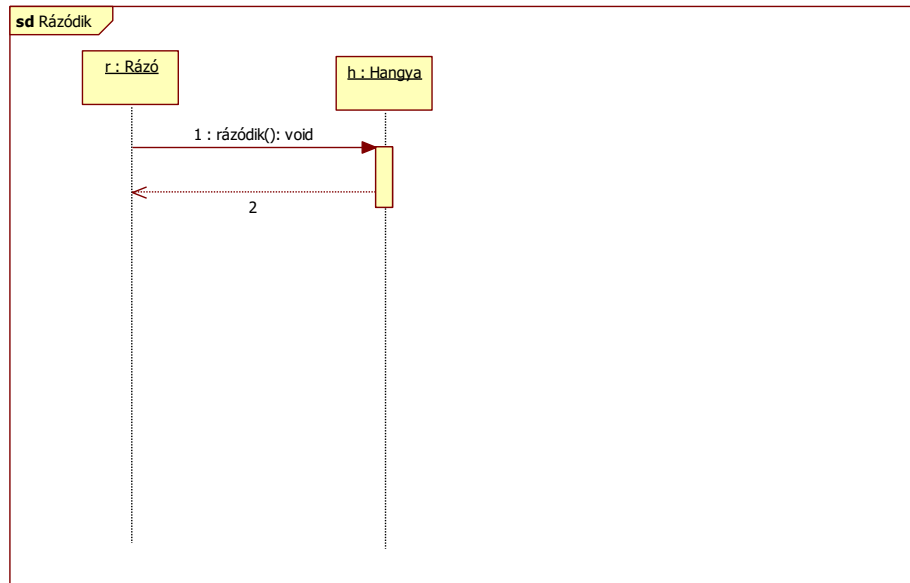 sd Rázódik
r : Rázó
h : Hangya
1 : rázódik(): void
2